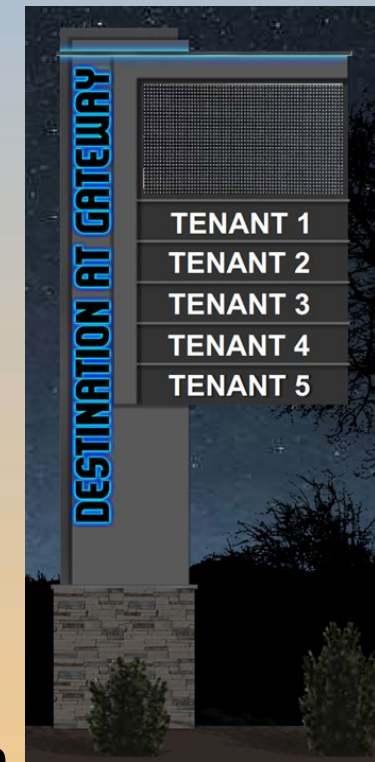 DESTINATION AT GATEWAY
TENANT 1
TENANT 2
TENANT 3
TENANT 4
TENANT 5